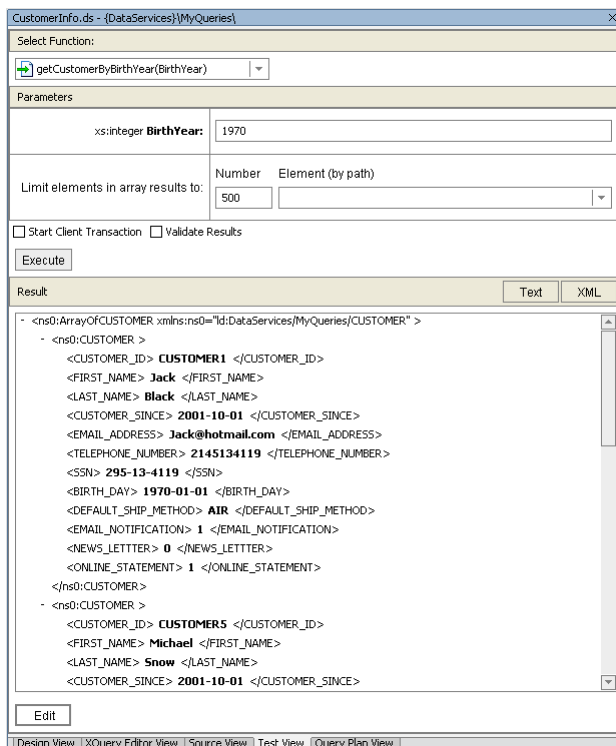 CustomerInfo.ds - {DataServices}\MyQueries\
Select Function:
getCustomerByBirthYear(BirthYear)
Parameters
xs:integer BirthYear: 1970
Number Element (by path)
Limit elements in array results to:
500
Start Client Transaction Validate Results
Execute
Result Text XML
- <ns0:ArrayOfCUSTOMER xmlns:ns0="ld:DataServices/MyQueries/CUSTOMER" >
- <ns0:CUSTOMER >
<CUSTOMER_ID> CUSTOMER1 </CUSTOMER_ID>
<FIRST_NAME> Jack </FIRST_NAME>
<LAST_NAME> Black </LAST_NAME>
<CUSTOMER_SINCE> 2001-10-01 </CUSTOMER_SINCE>
<EMAIL_ADDRESS> Jack@hotmail.com </EMAIL_ADDRESS>
<TELEPHONE_NUMBER> 2145134119 </TELEPHONE_NUMBER>
<SSN> 295-13-4119 </SSN>
<BIRTH_DAY> 1970-01-01 </BIRTH_DAY>
<DEFAULT_SHIP_METHOD> AIR </DEFAULT_SHIP_METHOD>
<EMAIL_NOTIFICATION> 1 </EMAIL_NOTIFICATION>
<NEWS_LETTTER> 0 </NEWS_LETTTER>
<ONLINE_STATEMENT> 1 </ONLINE_STATEMENT>
</ns0:CUSTOMER>
- <ns0:CUSTOMER >
<CUSTOMER_ID> CUSTOMER5 </CUSTOMER_ID>
<FIRST_NAME> Michael </FIRST_NAME>
<LAST_NAME> Snow </LAST_NAME>
<CUSTOMER_SINCE> 2001-10-01 </CUSTOMER_SINCE>
Edit
Design View XQuery Editor View Source View Test View Query Plan View